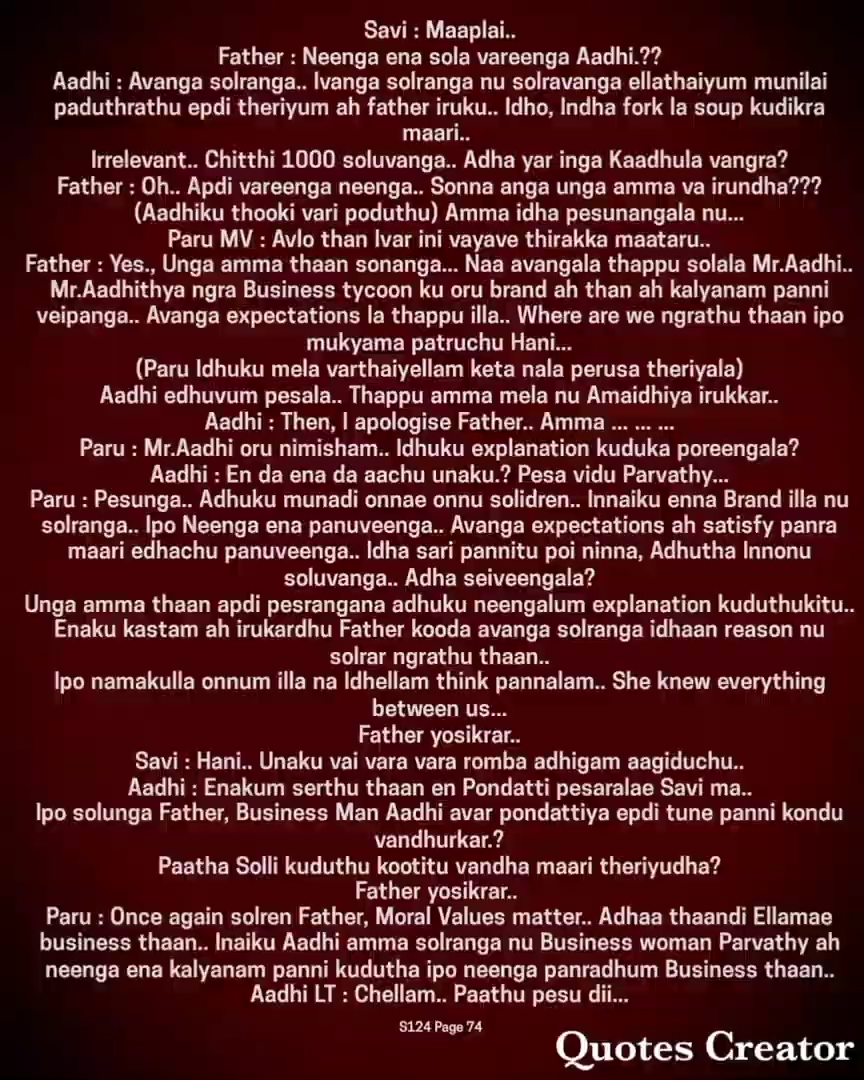 Savi : Maaplai..
Father : Neenga ena sola vareenga Aadhi.??
Aadhi : Avanga solranga.. Ivanga solranga nu solravanga ellathaiyum munilai
paduthrathu epdi theriyum ah father iruku.. Idho, Indha fork la soup kudikra
maari..
Irrelevant.. Chitthi 1000 soluvanga.. Adha yar inga Kaadhula vangra?
Father : Oh.. Apdi vareenga neenga.. Sonna anga unga amma va irundha???
(Aadhiku thooki vari poduthu) Amma idha pesunangala nu...
Paru MV : Avlo than Ivar ini vayave thirakka maataru..
Father : Yes., Unga amma thaan sonanga... Naa avangala thappu solala Mr.Aadhi..
Mr.Aadhithya ngra Business tycoon ku oru brand ah than ah kalyanam panni
veipanga.. Avanga expectations la thappu illa.. Where are we ngrathu thaan ipo
mukyama patruchu Hani...
(Paru Idhuku mela varthaiyellam keta nala perusa theriyala)
Aadhi edhuvum pesala.. Thappu amma mela nu Amaidhiya irukkar..
Aadhi : Then, I apologise Father.. Amma ... ... ...
Paru : Mr.Aadhi oru nimisham.. Idhuku explanation kuduka poreengala?
Aadhi : En da ena da aachu unaku.? Pesa vidu Parvathy...
Paru : Pesunga.. Adhuku munadi onnae onnu solidren.. Innaiku enna Brand illa nu
solranga.. Ipo Neenga ena panuveenga.. Avanga expectations ah satisfy panra
maari edhachu panuveenga.. Idha sari pannitu poi ninna, Adhutha Innonu
soluvanga.. Adha seiveengala?
Unga amma thaan apdi pesrangana adhuku neengalum explanation kuduthukitu..
Enaku kastam ah irukardhu Father kooda avanga solranga idhaan reason nu
solrar ngrathu thaan..
Ipo namakulla onnum illa na Idhellam think pannalam.. She knew everything
between us...
Father yosikrar..
Savi : Hani.. Unaku vai vara vara romba adhigam aagiduchu..
Aadhi : Enakum serthu thaan en Pondatti pesaralae Savi ma..
Ipo solunga Father, Business Man Aadhi avar pondattiya epdi tune panni kondu
vandhurkar.?
Paatha Solli kuduthu kootitu vandha maari theriyudha?
Father yosikrar..
Paru : Once again solren Father, Moral Values matter.. Adhaa thaandi Ellamae
business thaan.. Inaiku Aadhi amma solranga nu Business woman Parvathy ah
neenga ena kalyanam panni kudutha ipo neenga panradhum Business thaan..
Aadhi LT : Chellam.. Paathu pesu dii...
S124 Page 74
Quotes Creator